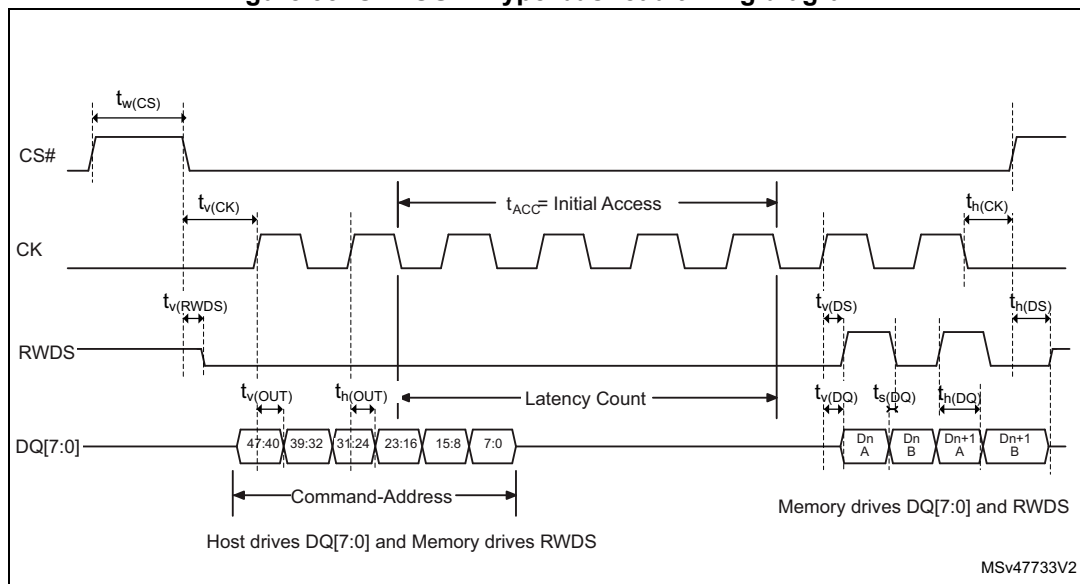 tw(CS)
CS#
tv(CK)
tACC= Initial Access
th(CK)
CK
tv(RWDS)
tv(DS)
th(DS)
RWDS
tv(OUT)
th(OUT)
Latency Count
tv(DQ)
ts(DQ)
th(DQ)
DQ[7:0]
47:40
39:32
31:24
23:16
15:8
7:0
Dn
A
Dn
B
Dn+1
A
Dn+1
B
Command-Address
Memory drives DQ[7:0] and RWDS
Host drives DQ[7:0] and Memory drives RWDS
MSv47733V2